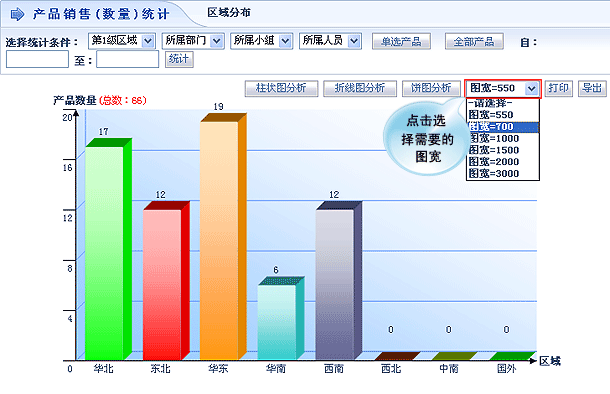 产品销售(数量)统计 区域分布
选择统计条件： 第1级区域 所属部门 所属小组 所属人员 单选产品 全部产品 自：
至： 统计
柱状图分析 折线图分析 饼图分析 图宽=550 打印 导出
-请选择-
图宽=550
图宽=700
图宽=1000
图宽=1500
图宽=2000
图宽=3000
点击选
择需要的
图宽
产品数量(总数：66)
20
16
12
8
4
0
17
12
19
6
12
0
0
0
华北 东北 华东 华南 西南 西北 中南 国外 区域